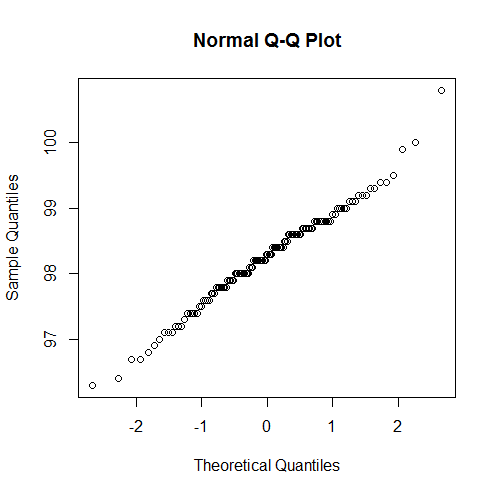 Normal Q-Q Plot
100
99
98
97
Sample Quantiles
-2 -1 0 1 2
Theoretical Quantiles